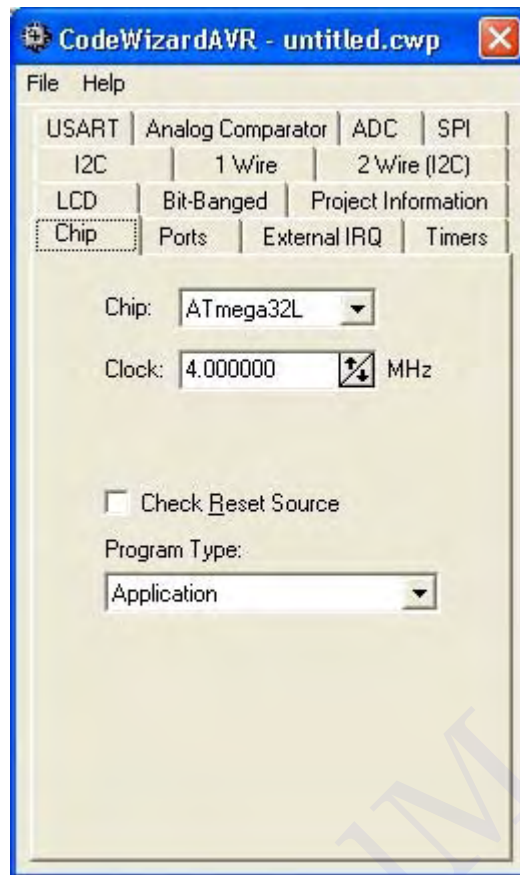 CodeWizardAVR - untitled.cwp
File Help
USART Analog Comparator ADC SPI
I2C 1 Wire 2 Wire (I2C)
LCD Bit-Banged Project Information
Chip Ports External IRQ Timers
Chip: ATmega32L
Clock: 4.000000 MHz
Check Reset Source
Program Type:
Application